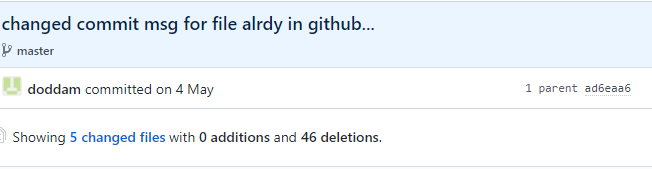 changed commit msg for file alrdy in github...
master
doddam committed on 4 May
1 parent ad6eaa6
Showing 5 changed files with 0 additions and 46 deletions.